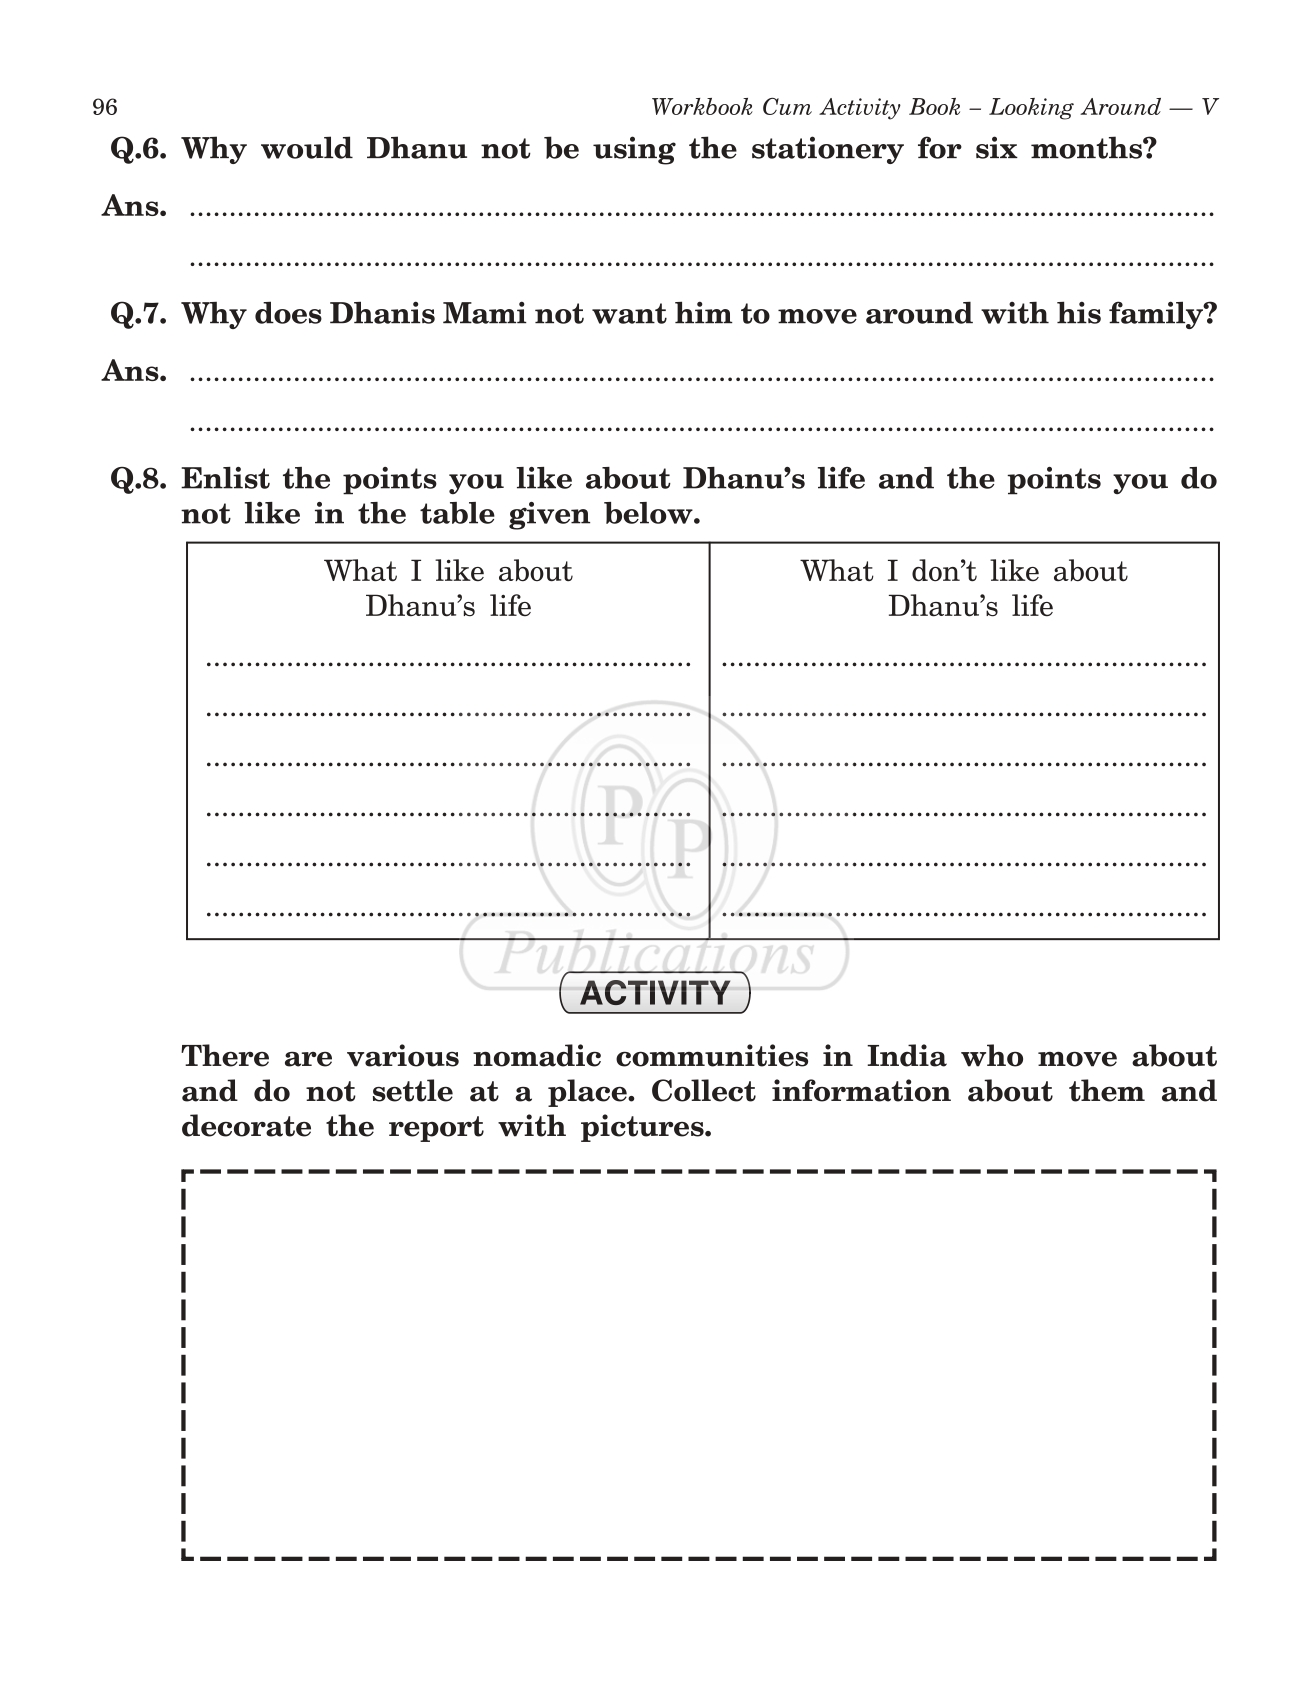 96
Workbook Cum Activity Book – Looking Around — V
Q.6. Why would Dhanu not be using the stationery for six months?
Ans. ................................................................................................................................
................................................................................................................................
Q.7. Why does Dhanis Mami not want him to move around with his family?
Ans. ................................................................................................................................
................................................................................................................................
Q.8. Enlist the points you like about Dhanu’s life and the points you do
not like in the table given below.
What I like about
Dhanu’s life
............................................................
............................................................
............................................................
............................................................
............................................................
............................................................
What I don’t like about
Dhanu’s life
............................................................
............................................................
............................................................
............................................................
............................................................
............................................................
PP
Publications
ACTIVITY
There are various nomadic communities in India who move about
and do not settle at a place. Collect information about them and
decorate the report with pictures.